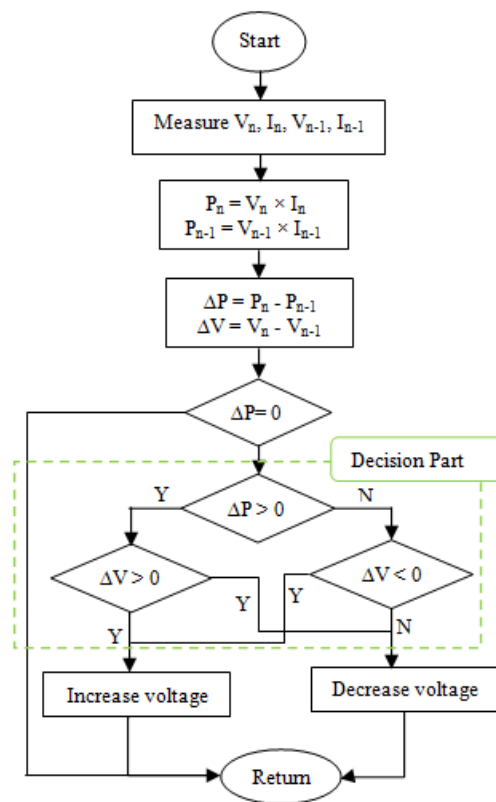 Start
Measure Vₙ, Iₙ, Vₙ₋₁, Iₙ₋₁
Pₙ = Vₙ × Iₙ
Pₙ₋₁ = Vₙ₋₁ × Iₙ₋₁
ΔP = Pₙ - Pₙ₋₁
ΔV = Vₙ - Vₙ₋₁
ΔP= 0
Decision Part
Y
ΔP > 0
N
ΔV > 0
ΔV < 0
Y
Y
Y
N
Increase voltage
Decrease voltage
Return